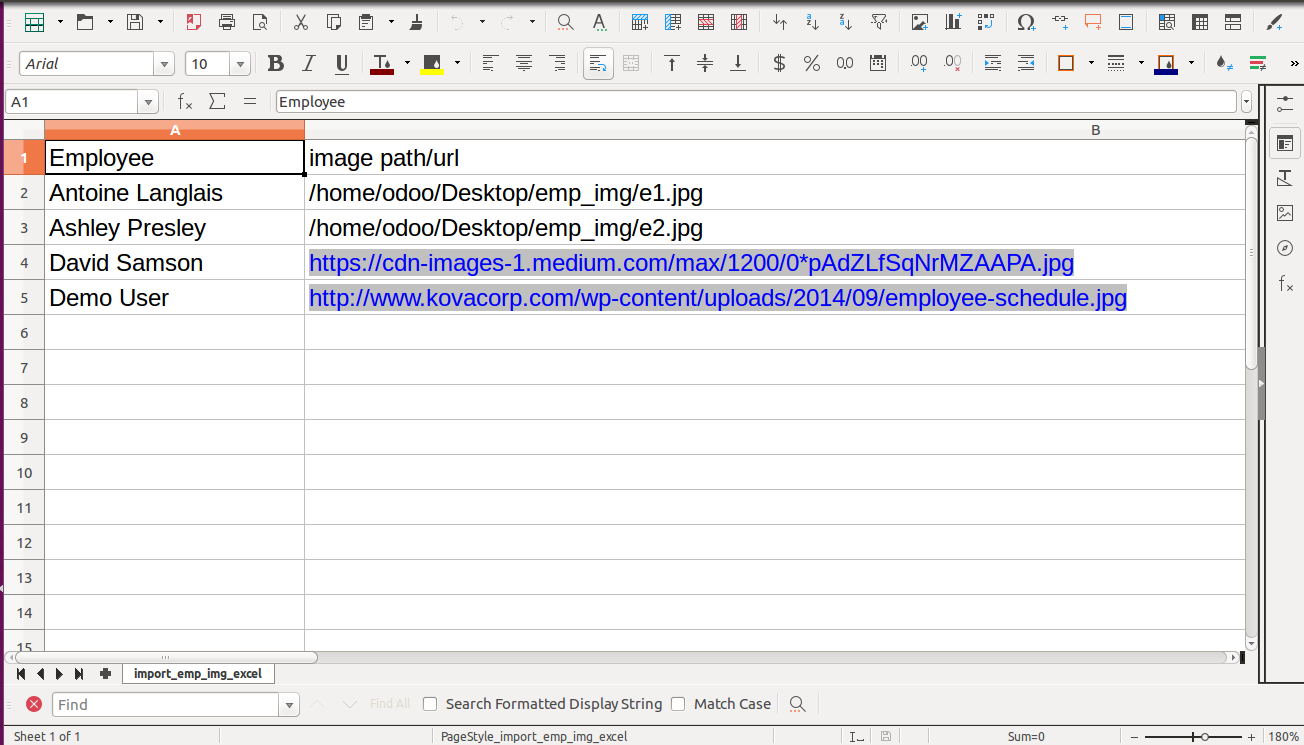 Arial 10
A1 Employee
A B
1 Employee image path/url
2 Antoine Langlais /home/odoo/Desktop/emp_img/e1.jpg
3 Ashley Presley /home/odoo/Desktop/emp_img/e2.jpg
4 David Samson https://cdn-images-1.medium.com/max/1200/0*pAdZLfSqNrMZAAPA.jpg
5 Demo User http://www.kovacorp.com/wp-content/uploads/2014/09/employee-schedule.jpg
6
7
8
9
10
11
12
13
14
15
import_emp_img_excel
Find Find All Search Formatted Display String Match Case
Sheet 1 of 1 PageStyle_import_emp_img_excel Sum=0 180%